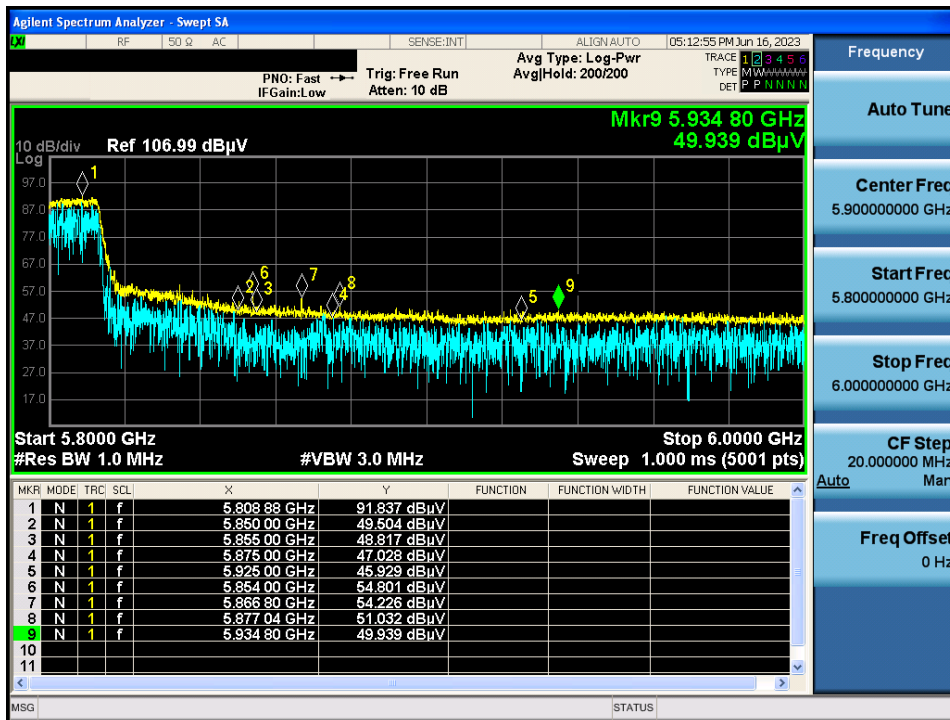 Agilent Spectrum Analyzer - Swept SA
LXI RF 50 Ω AC SENSE:INT ALIGN AUTO 05:12:55 PM Jun 16, 2023
PNO: Fast
IFGain:Low
Trig: Free Run
Atten: 10 dB
Avg Type: Log-Pwr
Avg|Hold: 200/200
TRACE 1 2 3 4 5 6
TYPE M W
DET P P N N N N
Mkr9 5.934 80 GHz
49.939 dBµV
10 dB/div Ref 106.99 dBµV
Log
97.0
87.0
77.0
67.0
57.0
47.0
37.0
27.0
17.0
1
2
6
3
7
4
8
5
9
Start 5.8000 GHz Stop 6.0000 GHz
#Res BW 1.0 MHz #VBW 3.0 MHz Sweep 1.000 ms (5001 pts)
MKR MODE TRC SCL X Y FUNCTION FUNCTION WIDTH FUNCTION VALUE
1 N 1 f 5.808 88 GHz 91.837 dBµV
2 N 1 f 5.850 00 GHz 49.504 dBµV
3 N 1 f 5.855 00 GHz 48.817 dBµV
4 N 1 f 5.875 00 GHz 47.028 dBµV
5 N 1 f 5.925 00 GHz 45.929 dBµV
6 N 1 f 5.854 00 GHz 54.801 dBµV
7 N 1 f 5.866 80 GHz 54.226 dBµV
8 N 1 f 5.877 04 GHz 51.032 dBµV
9 N 1 f 5.934 80 GHz 49.939 dBµV
10
11
MSG STATUS
Frequency
Auto Tune
Center Freq
5.900000000 GHz
Start Freq
5.800000000 GHz
Stop Freq
6.000000000 GHz
CF Step
20.000000 MHz
Auto Man
Freq Offset
0 Hz